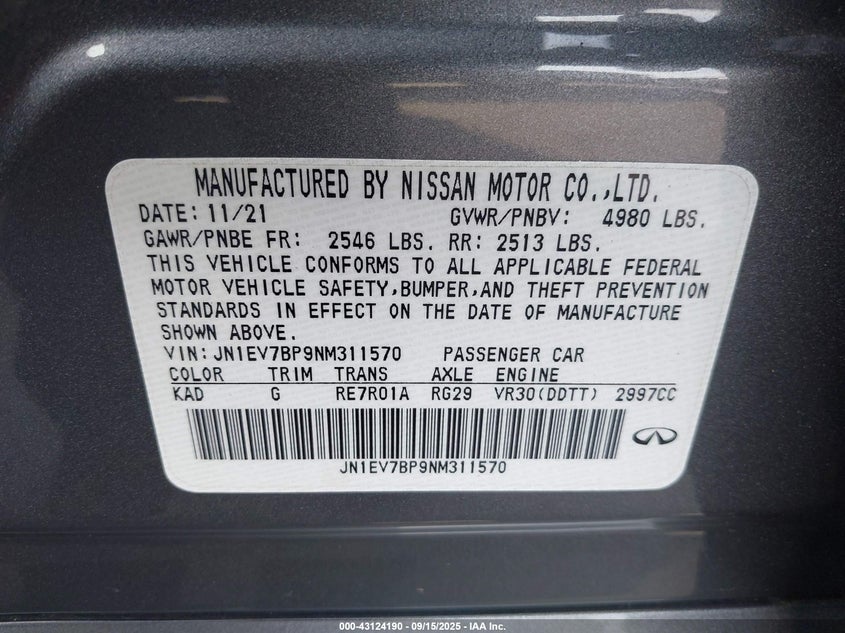 MANUFACTURED BY NISSAN MOTOR CO.,LTD.
DATE: 11/21 GVWR/PNBV: 4980 LBS.
GAWR/PNBE FR: 2546 LBS. RR: 2513 LBS.
THIS VEHICLE CONFORMS TO ALL APPLICABLE FEDERAL
MOTOR VEHICLE SAFETY,BUMPER,AND THEFT PREVENTION
STANDARDS IN EFFECT ON THE DATE OF MANUFACTURE
SHOWN ABOVE.
VIN: JN1EV7BP9NM311570 PASSENGER CAR
COLOR TRIM TRANS AXLE ENGINE
KAD G RE7R01A RG29 VR30(DDTT) 2997CC
JN1EV7BP9NM311570
000-43124190 - 09/15/2025 - IAA Inc.